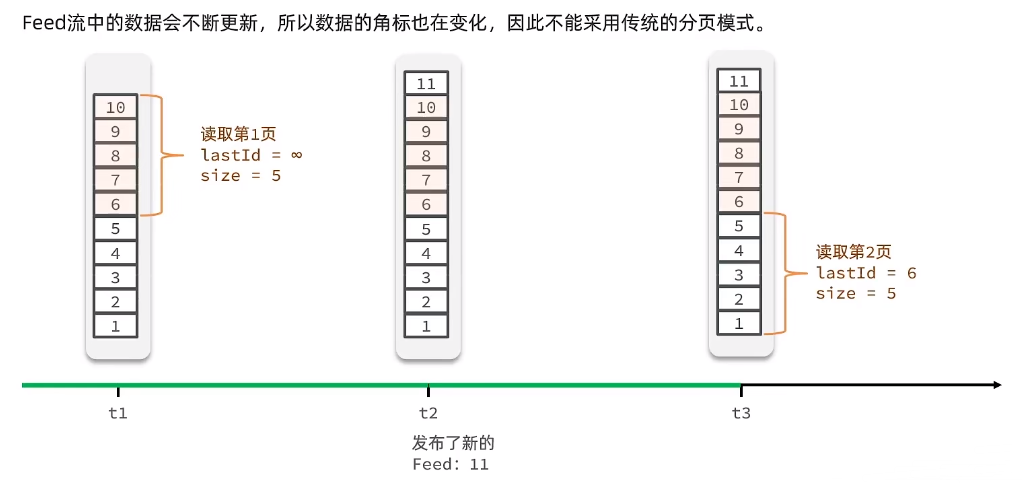 Feed流中的数据会不断更新，所以数据的角标也在变化，因此不能采用传统的分页模式。
10
9
8
7
6
5
4
3
2
1
读取第1页
lastId = ∞
size = 5
11
10
9
8
7
6
5
4
3
2
1
11
10
9
8
7
6
5
4
3
2
1
读取第2页
lastId = 6
size = 5
t1
t2
t3
发布了新的
Feed：11